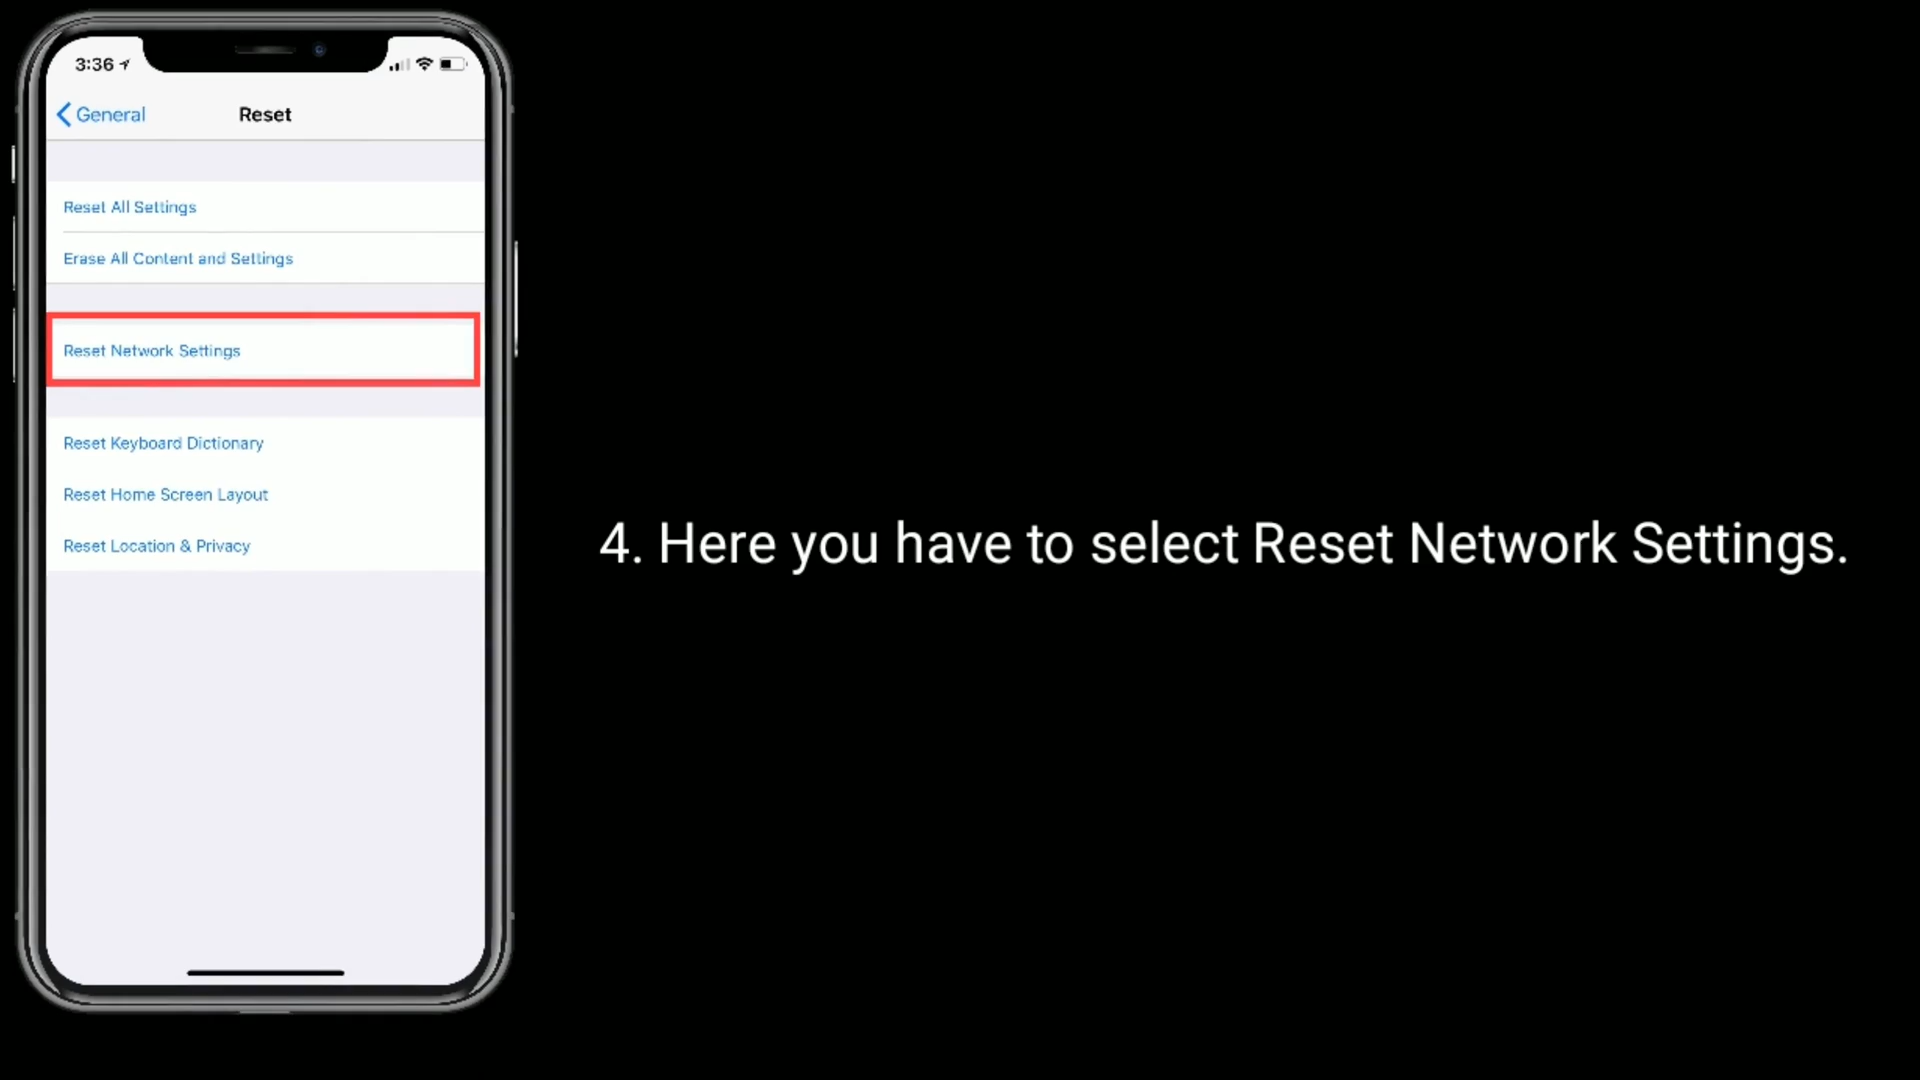 3:36
General
Reset
Reset All Settings
Erase All Content and Settings
Reset Network Settings
Reset Keyboard Dictionary
Reset Home Screen Layout
Reset Location & Privacy
4. Here you have to select Reset Network Settings.